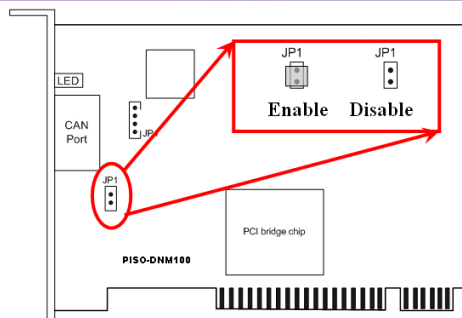 JP1 JP1
Enable Disable
LED
CAN
Port
JP1
PCI bridge chip
PISO-DNM100